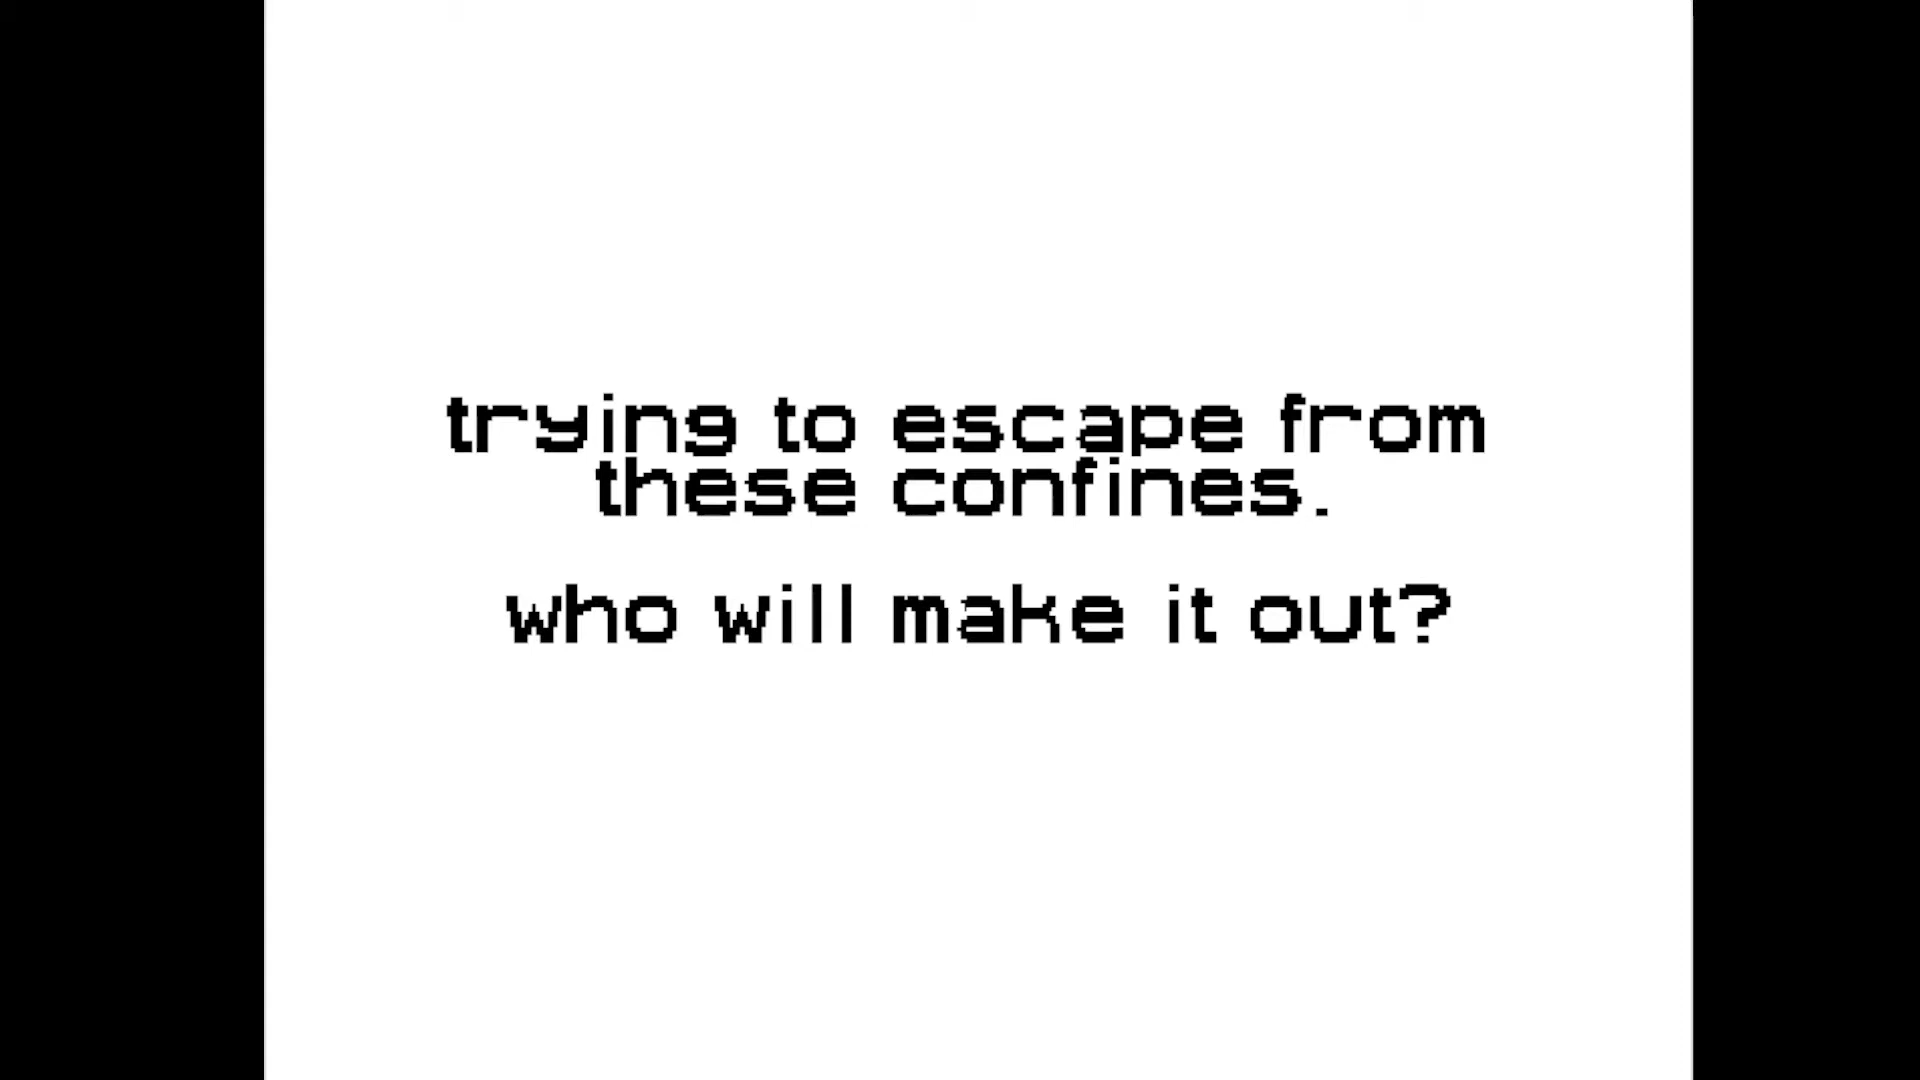 trying to escape from
these confines.
who will make it out?